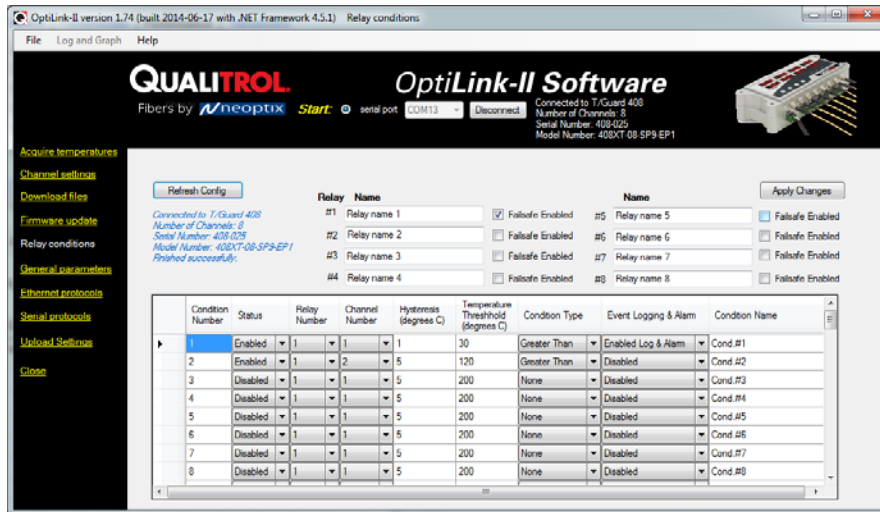 OptiLink-II version 1.74 (built 2014-06-17 with .NET Framework 4.5.1) Relay conditions
File Log and Graph Help
QUALITROL.
Fibers by neoptix
OptiLink-II Software
Start: serial port COM13 Disconnect
Connected to T/Guard 408
Number of Channels: 8
Serial Number: 408-025
Model Number: 408XT-08-SP9-EP1
Acquire temperatures
Channel settings
Download files
Firmware update
Relay conditions
General parameters
Ethernet protocols
Serial protocols
Upload Settings
Close
Refresh Config
Connected to T/Guard 408
Number of Channels: 8
Serial Number: 408-025
Model Number: 408XT-08-SP9-EP1
Finished successfully.
Relay Name Name Apply Changes
#1 Relay name 1 Failsafe Enabled #5 Relay name 5 Failsafe Enabled
#2 Relay name 2 Failsafe Enabled #6 Relay name 6 Failsafe Enabled
#3 Relay name 3 Failsafe Enabled #7 Relay name 7 Failsafe Enabled
#4 Relay name 4 Failsafe Enabled #8 Relay name 8 Failsafe Enabled
Condition Number Status Relay Number Channel Number Hysteresis (degrees C) Temperature Threshhold (degrees C) Condition Type Event Logging & Alarm Condition Name
1 Enabled 1 1 1 30 Greater Than Enabled Log & Alarm Cond.#1
2 Enabled 1 2 5 120 Greater Than Disabled Cond.#2
3 Disabled 1 1 5 200 None Disabled Cond.#3
4 Disabled 1 1 5 200 None Disabled Cond.#4
5 Disabled 1 1 5 200 None Disabled Cond.#5
6 Disabled 1 1 5 200 None Disabled Cond.#6
7 Disabled 1 1 5 200 None Disabled Cond.#7
8 Disabled 1 1 5 200 None Disabled Cond.#8